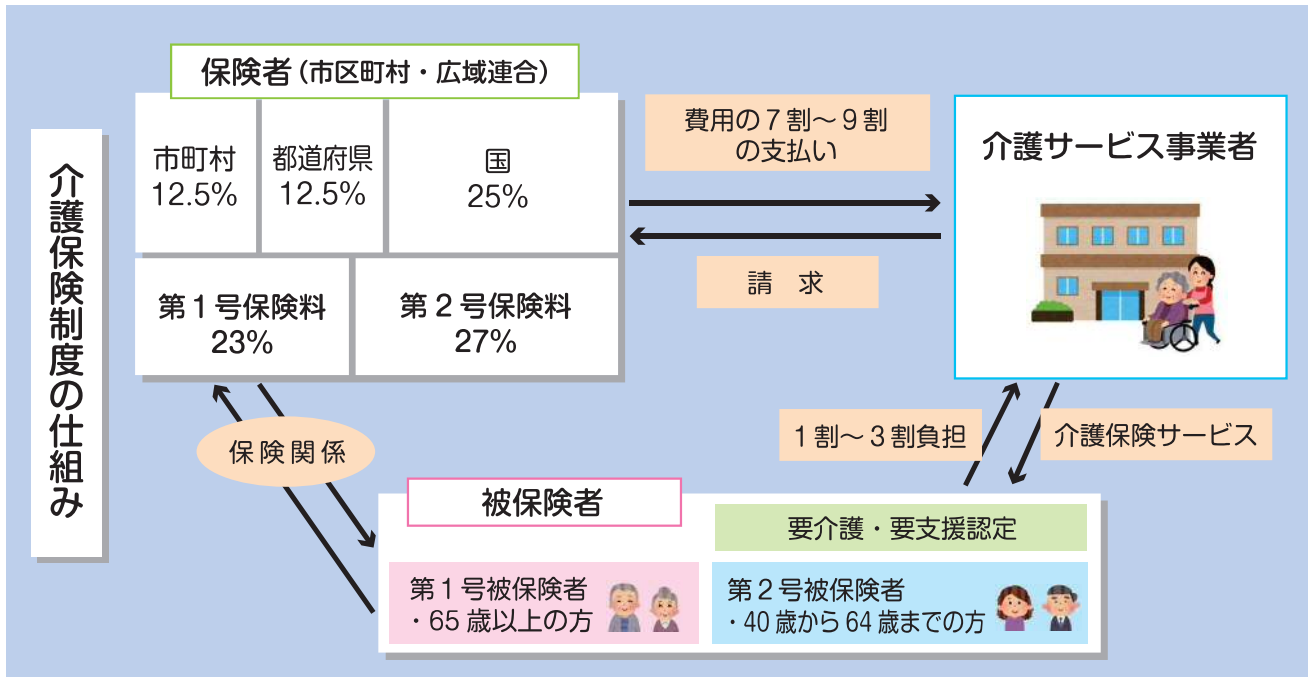 介護保険制度の仕組み
保険者（市区町村・広域連合）
市町村
12.5%
都道府県
12.5%
国
25%
第１号保険料
23%
第２号保険料
27%
費用の７割～９割
の支払い
請　求
介護サービス事業者
保険関係
１割～３割負担
介護保険サービス
被保険者
要介護・要支援認定
第１号被保険者
・65歳以上の方
第２号被保険者
・40歳から64歳までの方